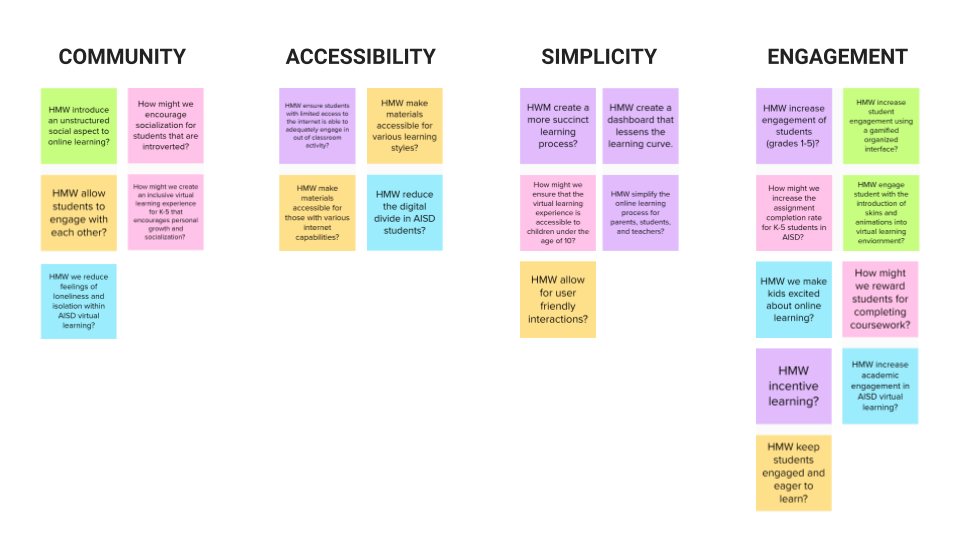 COMMUNITY
HMW introduce
an unstructured
social aspect to
online learning?
How might we
encourage
socialization for
students that are
introverted?
HMW allow
students to
engage with
each other?
How might we create
an inclusive virtual
learning experience
for K-5 that
encourages personal
growth and
socialization?
HMW we reduce
feelings of
loneliness and
isolation within
AISD virtual
learning?
ACCESSIBILITY
HMW ensure students
with limited access to
the internet is able to
adequately engage in
out of classroom
activity?
HMW make
materials
accessible for
various learning
styles?
HMW make
materials
accessible for
those with various
internet
capabilities?
HMW reduce
the digital
divide in AISD
students?
SIMPLICITY
HWM create a
more succinct
learning
process?
HMW create a
dashboard that
lessens the
learning curve.
How might we
ensure that the
virtual learning
experience is
accessible to
children under the
age of 10?
HMW simplify the
online learning
process for
parents, students,
and teachers?
HMW allow
for user
friendly
interactions?
ENGAGEMENT
HMW increase
engagement of
students
(grades 1-5)?
HMW increase
student
engagement using
a gamified
organized
interface?
How might we
increase the
assignment
completion rate
for K-5 students in
AISD?
HMW engage
student with the
introduction of
skins and
animations into
virtual learning
enviornment?
HMW we make
kids excited
about online
learning?
How might
we reward
students for
completing
coursework?
HMW
incentive
learning?
HMW increase
academic
engagement in
AISD virtual
learning?
HMW keep
students
engaged and
eager to
learn?